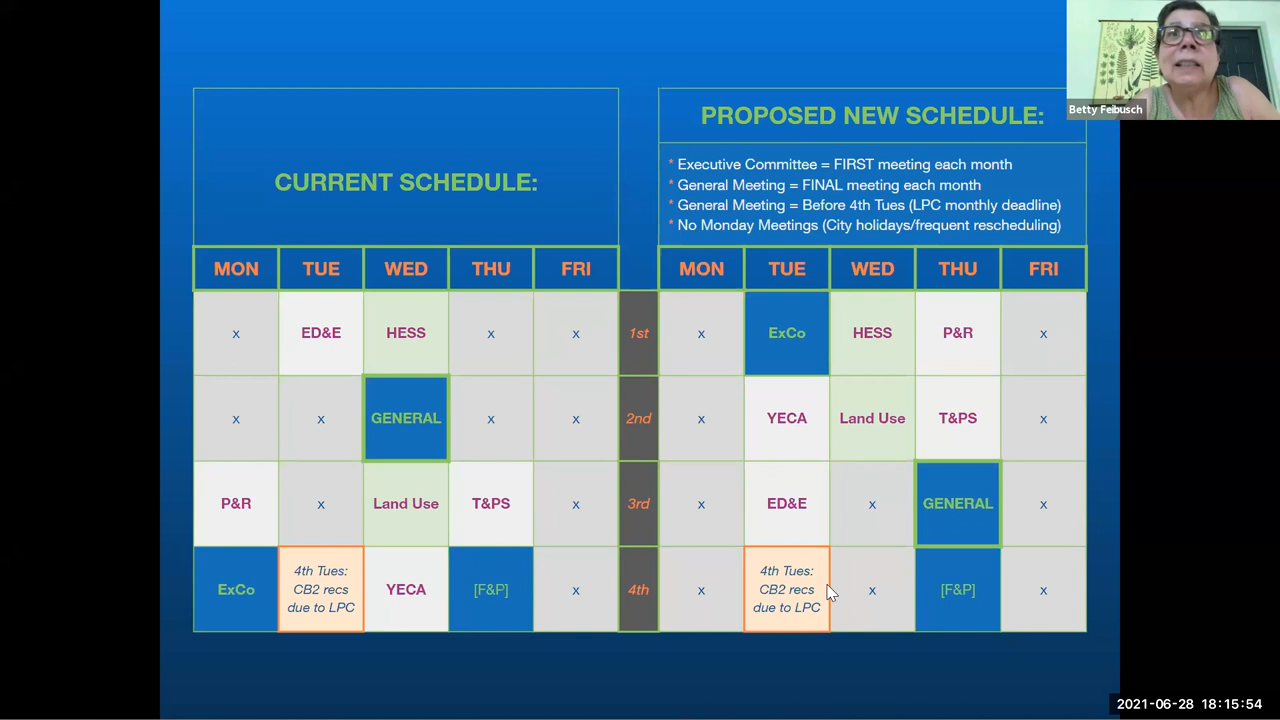 Betty Feibusch
CURRENT SCHEDULE:
PROPOSED NEW SCHEDULE:
* Executive Committee = FIRST meeting each month
* General Meeting = FINAL meeting each month
* General Meeting = Before 4th Tues (LPC monthly deadline)
* No Monday Meetings (City holidays/frequent rescheduling)
MON TUE WED THU FRI MON TUE WED THU FRI
x ED&E HESS x x 1st x ExCo HESS P&R x
x x GENERAL x x 2nd x YECA Land Use T&PS x
P&R x Land Use T&PS x 3rd x ED&E x GENERAL x
ExCo
4th Tues:
CB2 recs
due to LPC
YECA [F&P] x 4th x
4th Tues:
CB2 recs
due to LPC
x [F&P] x
2021-06-28 18:15:54